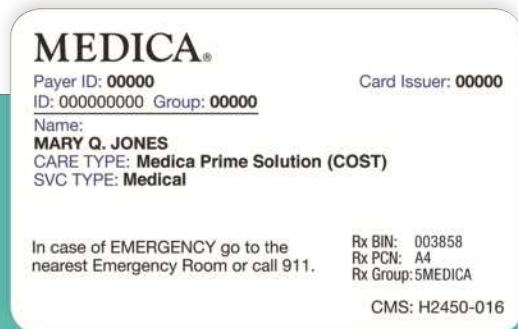 MEDICA®
Payer ID: 00000 Card Issuer: 00000
ID: 000000000 Group: 00000
Name:
MARY Q. JONES
CARE TYPE: Medica Prime Solution (COST)
SVC TYPE: Medical
In case of EMERGENCY go to the
nearest Emergency Room or call 911.
Rx BIN: 003858
Rx PCN: A4
Rx Group: 5MEDICA
CMS: H2450-016